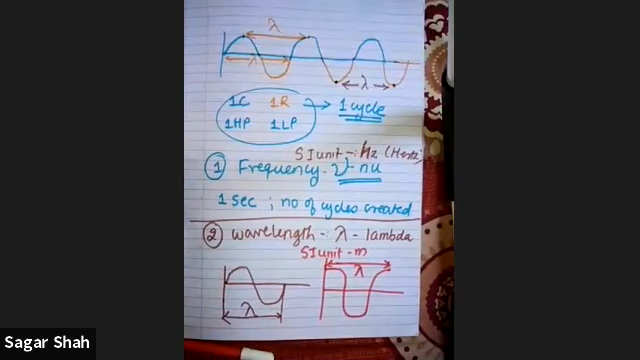 λ
λ
λ
1C 1R → 1 cycle
1HP 1LP
SI unit -: Hz (Hertz)
① Frequency - ν - nu
1 sec ; no of cycles created
② wavelength -: λ - lambda
SI unit - m
λ
λ
Sagar Shah